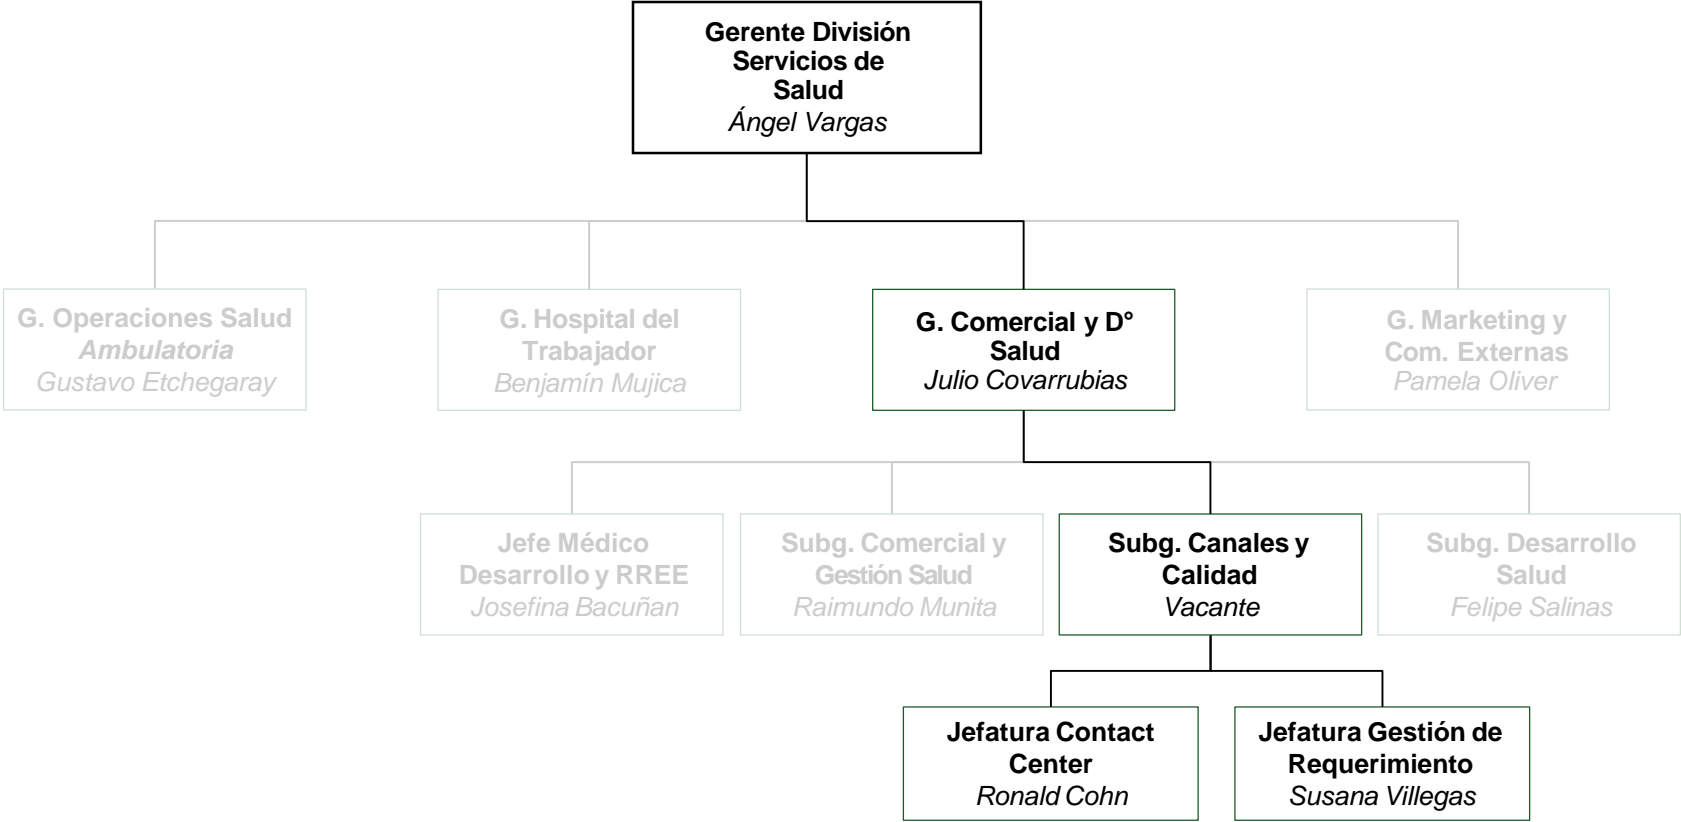 Gerente División
Servicios de
Salud
Ángel Vargas
G. Operaciones Salud
Ambulatoria
Gustavo Etchegaray
G. Hospital del
Trabajador
Benjamín Mujica
G. Comercial y D°
Salud
Julio Covarrubias
G. Marketing y
Com. Externas
Pamela Oliver
Jefe Médico
Desarrollo y RREE
Josefina Bacuñan
Subg. Comercial y
Gestión Salud
Raimundo Munita
Subg. Canales y
Calidad
Vacante
Subg. Desarrollo
Salud
Felipe Salinas
Jefatura Contact
Center
Ronald Cohn
Jefatura Gestión de
Requerimiento
Susana Villegas